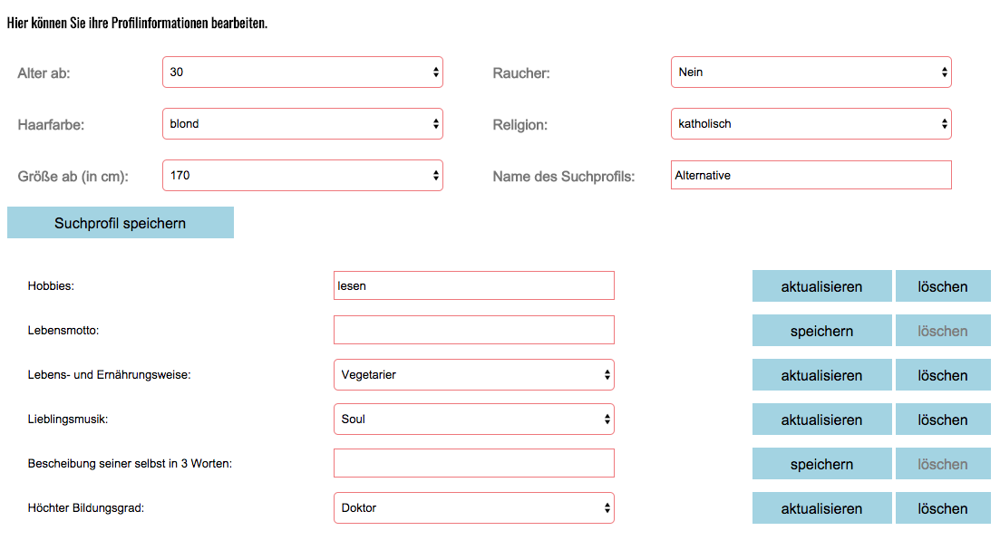 Hier können Sie ihre Profilinformationen bearbeiten.
Alter ab: 30 Raucher: Nein
Haarfarbe: blond Religion: katholisch
Größe ab (in cm): 170 Name des Suchprofils: Alternative
Suchprofil speichern
Hobbies: lesen aktualisieren löschen
Lebensmotto: speichern löschen
Lebens- und Ernährungsweise: Vegetarier aktualisieren löschen
Lieblingsmusik: Soul aktualisieren löschen
Bescheibung seiner selbst in 3 Worten: speichern löschen
Höchter Bildungsgrad: Doktor aktualisieren löschen